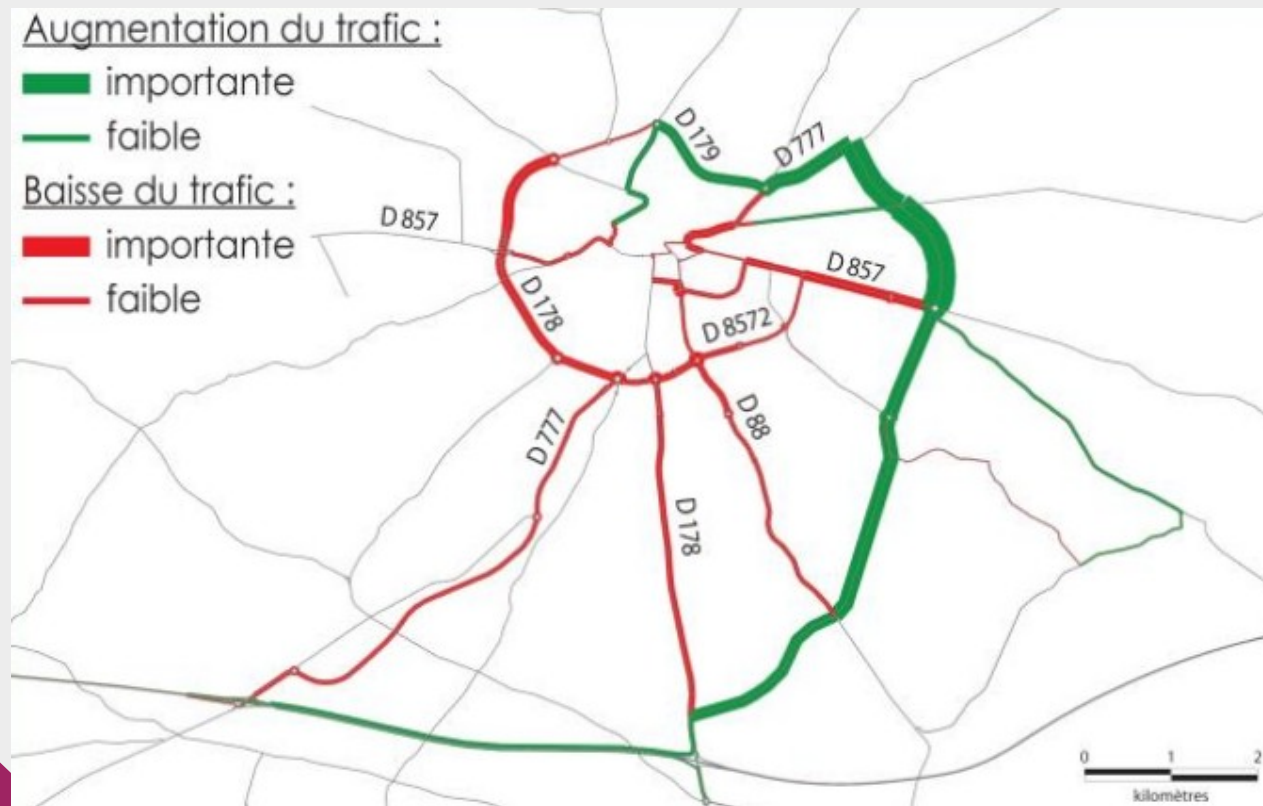 Augmentation du trafic :
importante
faible
Baisse du trafic :
importante
faible
D 179
D 777
D 857
D 857
D 178
D 8572
D 777
D 88
D 178
0 1 2
kilomètres